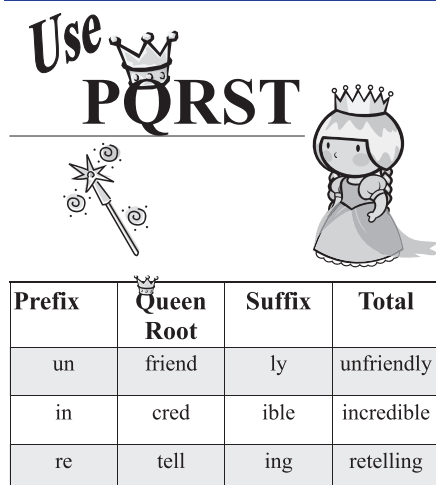 Use
PQRST
Prefix Queen Root Suffix Total
un friend ly unfriendly
in cred ible incredible
re tell ing retelling